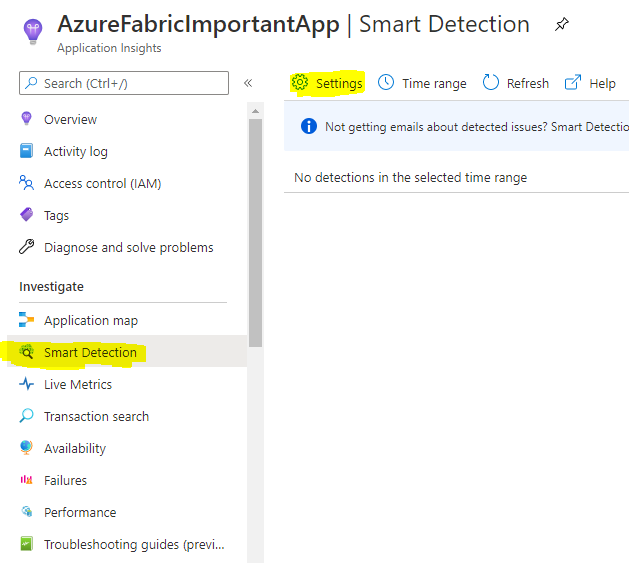 AzureFabricImportantApp | Smart Detection
Application Insights
Search (Ctrl+/)
«
Overview
Activity log
Access control (IAM)
Tags
Diagnose and solve problems
Investigate
Application map
Smart Detection
Live Metrics
Transaction search
Availability
Failures
Performance
Troubleshooting guides (previ...
Settings Time range Refresh Help
Not getting emails about detected issues? Smart Detectio
No detections in the selected time range